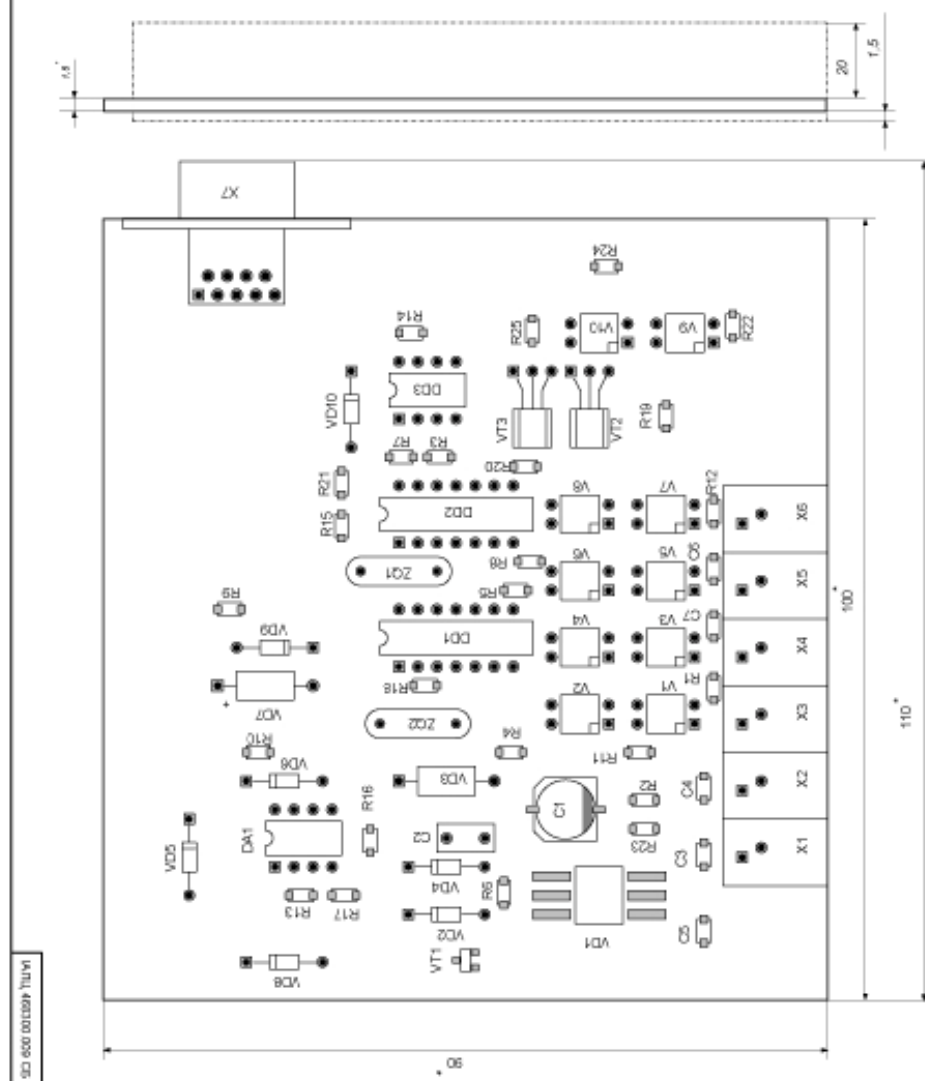 1,5*
20
1,5
X7
R24
R14
R25
V10
V9
R22
DD3
VD10
VT3
VT2
R19
R7
R3
R20
R21
R12
R15
DD2
V8
V7
X6
R8
V6
V5
C6
X5
ZQ1
R5
R9
VD9
DD1
V4
V3
C7
X4
R18
VD7
+
V2
V1
R1
X3
ZQ2
R4
R11
R10
VD6
VD3
C1
R2
C4
X2
R16
DA1
C2
R23
C3
X1
VD5
VD4
R13
R17
R6
VD2
VD1
C5
VT1
VD8
100*
110*
90*